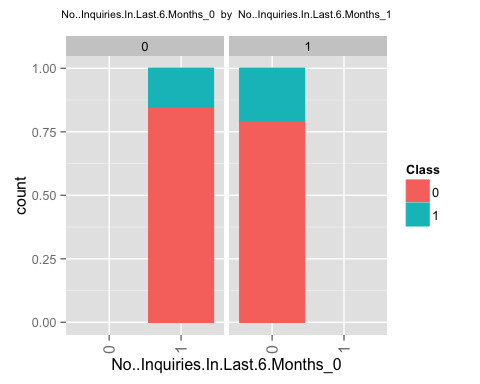 No..Inquiries.In.Last.6.Months_0 by No..Inquiries.In.Last.6.Months_1
0 1
1.00
0.75
0.50
0.25
0.00
count
0 1 0 1
No..Inquiries.In.Last.6.Months_0
Class
0
1